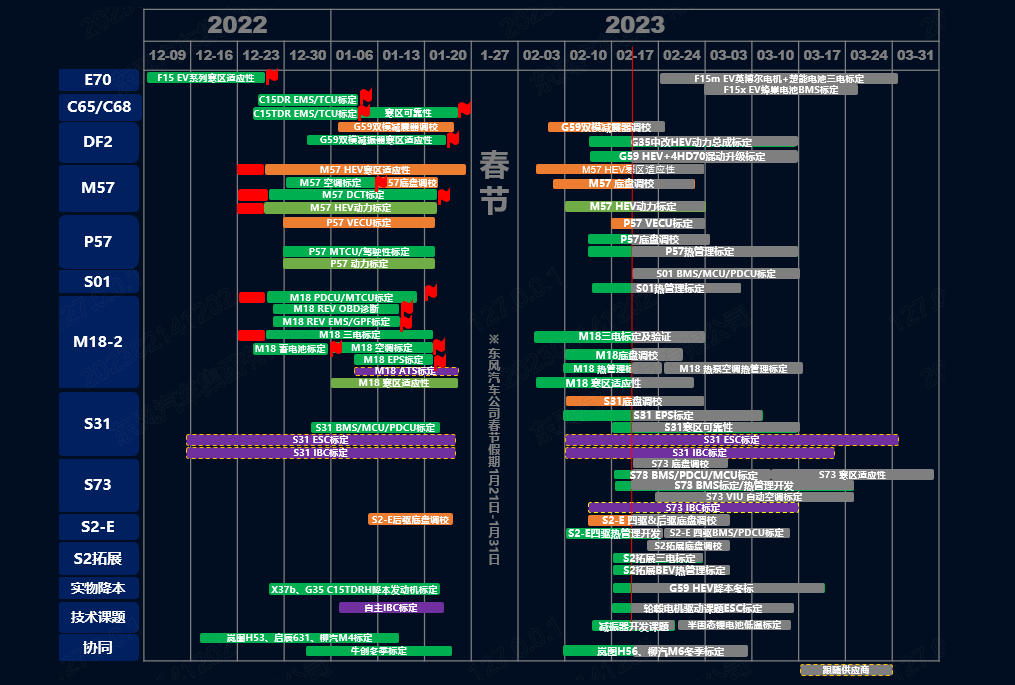 2022
2023
12-09 12-16 12-23 12-30 01-06 01-13 01-20 1-27 02-03 02-10 02-17 02-24 03-03 03-10 03-17 03-24 03-31
E70
F15 EV系列寒区适应性
F15m EV英搏尔电机+楚能电池三电标定
F15x EV蜂巢电池BMS标定
C65/C68
C15DR EMS/TCU标定
C15TDR EMS/TCU标定
寒区可靠性
DF2
G59双模减震器调校
G59双模减振器寒区适应性
G59双模减震器调校
G35中改HEV动力总成标定
G59 HEV+4HD70混动升级标定
M57
M57 HEV寒区适应性
M57 空调标定
57底盘调校
M57 DCT标定
M57 HEV动力标定
M57 HEV寒区适应性
M57 底盘调校
M57 HEV动力标定
P57
P57 VECU标定
P57 MTCU/驾驶性标定
P57 动力标定
P57 VECU标定
P57底盘调校
P57热管理标定
S01
S01 BMS/MCU/PDCU标定
S01热管理标定
M18-2
M18 PDCU/MTCU标定
M18 REV OBD诊断
M18 REV EMS/GPF标定
M18 三电标定
M18 蓄电池标定
M18 空调标定
M18 EPS标定
M18 ATS标定
M18 寒区适应性
M18三电标定及验证
M18底盘调校
M18 热管理标
M18 热泵空调热管理标定
M18 寒区适应性
S31
S31 BMS/MCU/PDCU标定
S31 ESC标定
S31 IBC标定
S31底盘调校
S31 EPS标定
S31寒区可靠性
S31 ESC标定
S31 IBC标定
S73
S73 底盘调校
S73 BMS/PDCU/MCU标定
S73 寒区适应性
S73 BMS标定/热管理开发
S73 VIU 自动空调标定
S73 IBC标定
S2-E
S2-E后驱底盘调校
S2-E 四驱&后驱底盘调校
S2-E四驱热管理开发
S2-E 四驱BMS/PDCU标定
S2拓展
S2拓展底盘调校
S2拓展三电标定
S2拓展BEV热管理标定
实物降本
X37b、G35 C15TDRH降本发动机标定
G59 HEV降本冬标
技术课题
自主IBC标定
轮毂电机驱动课题ESC标定
减振器开发课题
半固态锂电池低温标定
协同
岚图H53、启辰631、柳汽M4标定
牛创冬季标定
岚图H56、柳汽M6冬季标定
跟随供应商
春节
※东风汽车公司春节假期1月21日-1月31日